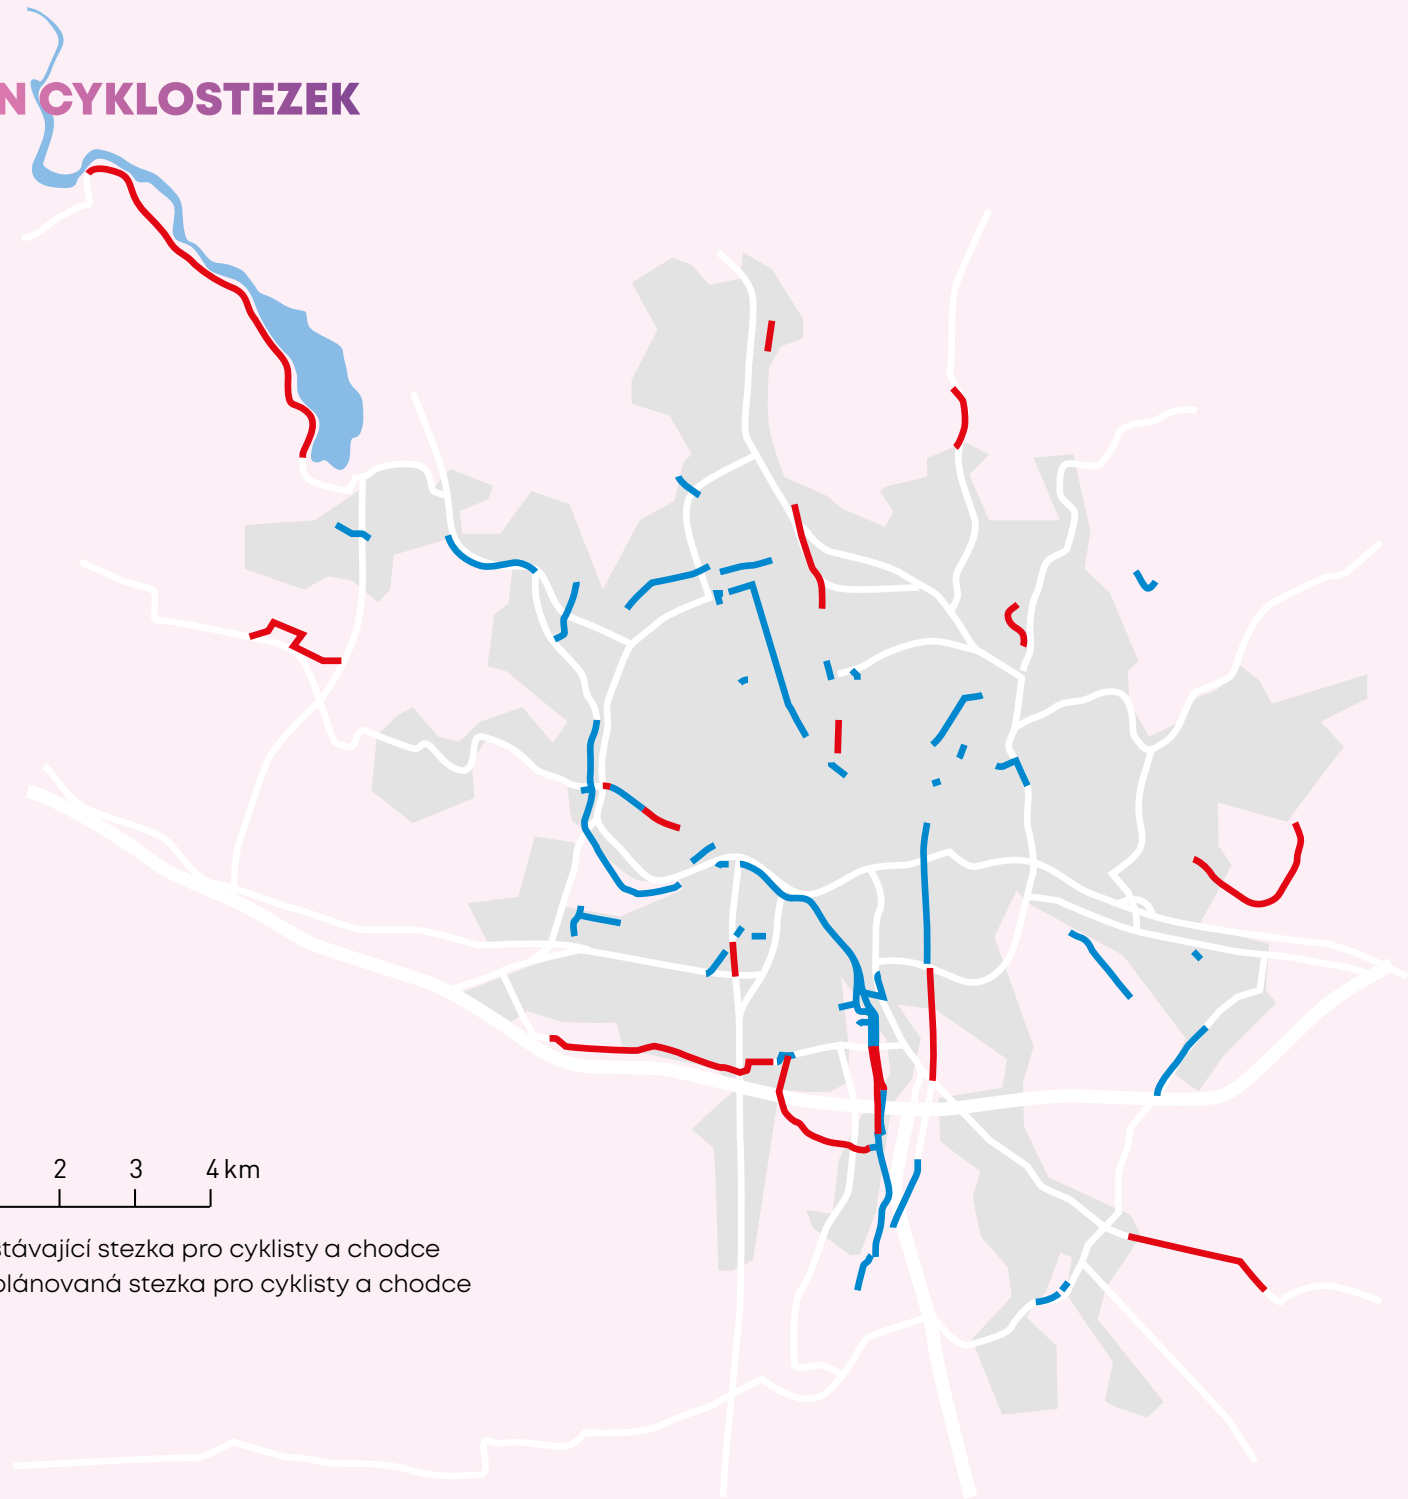 N CYKLOSTEZEK
2 3 4 km
stávající stezka pro cyklisty a chodce
plánovaná stezka pro cyklisty a chodce